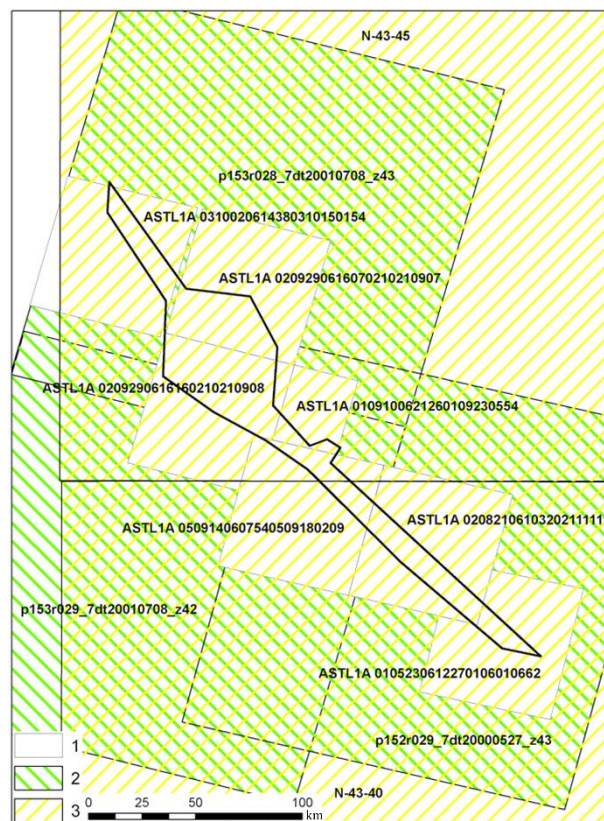 N-43-45
p153r028_7dt20010708_z43
ASTL1A 0310020614380310150154
ASTL1A 0209290616070210210907
ASTL1A 0209290616160210210908
ASTL1A 0109100621260109230554
ASTL1A 0509140607540509180209
ASTL1A 0208210610320211111
p153r029_7dt20010708_z42
ASTL1A 0105230612270106010662
p152r029_7dt20000527_z43
N-43-40
1
2
3
0 25 50 100
km